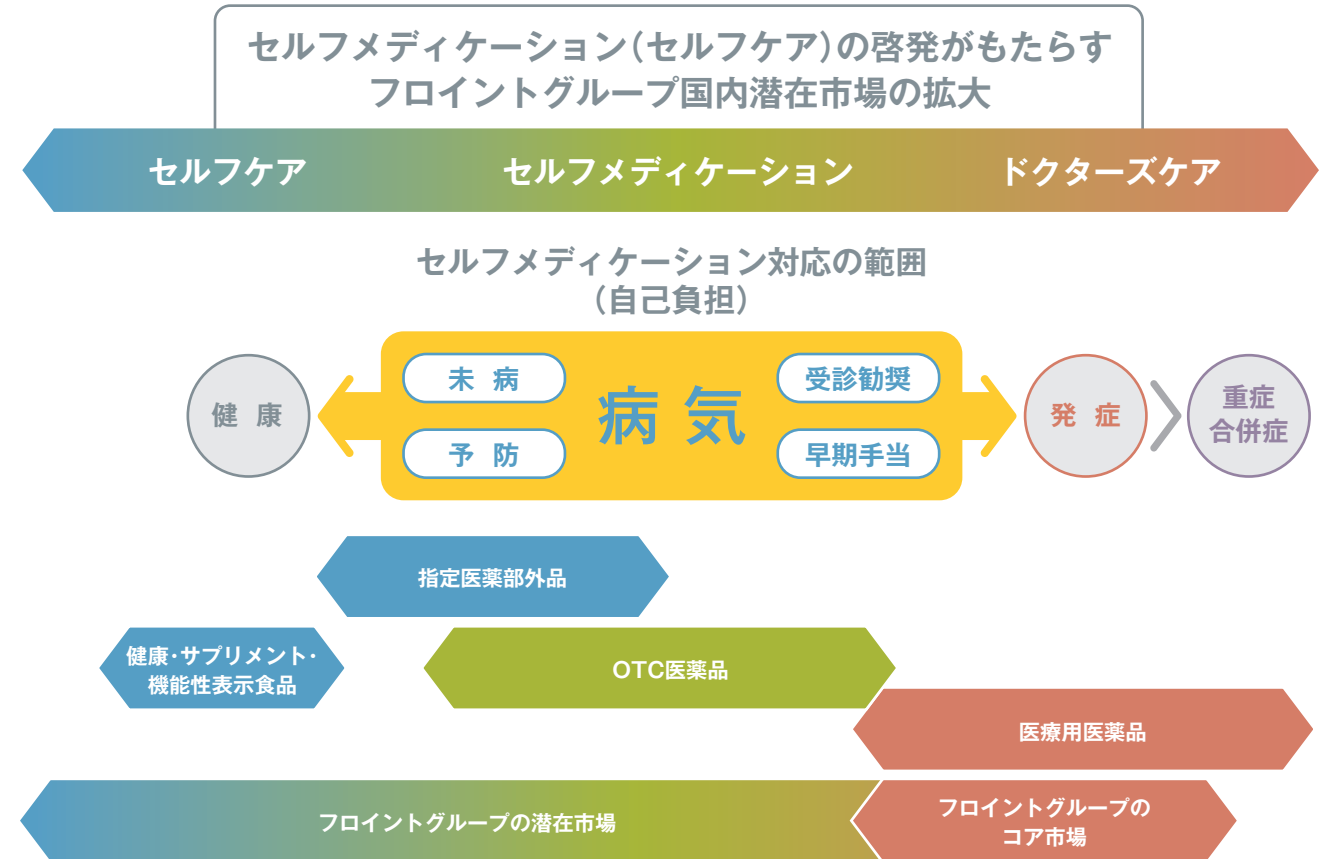 セルフメディケーション(セルフケア)の啓発がもたらす
フロイントグループ国内潜在市場の拡大
セルフケア
セルフメディケーション
ドクターズケア
セルフメディケーション対応の範囲
(自己負担)
健 康
未 病
予 防
病 気
受診勧奨
早期手当
発 症
重症
合併症
指定医薬部外品
健康・サプリメント・
機能性表示食品
OTC医薬品
医療用医薬品
フロイントグループの潜在市場
フロイントグループの
コア市場